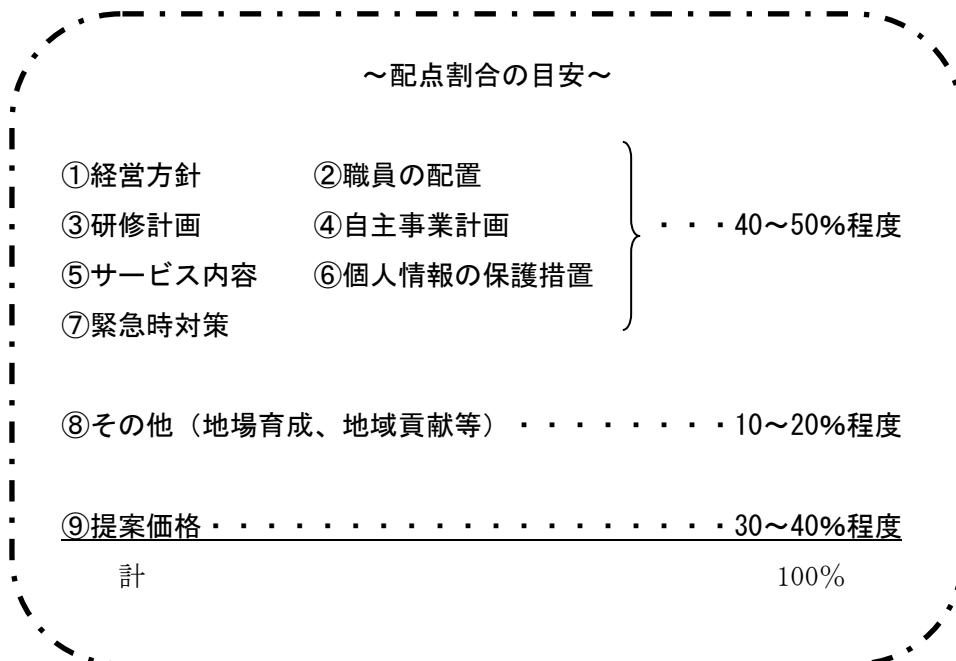 ～配点割合の目安～
①経営方針　②職員の配置
③研修計画　④自主事業計画　・・・40～50%程度
⑤サービス内容　⑥個人情報の保護措置
⑦緊急時対策
⑧その他（地場育成、地域貢献等）・・・・・・・・10～20%程度
⑨提案価格・・・・・・・・・・・・・・・・・・・30～40%程度
計　100%